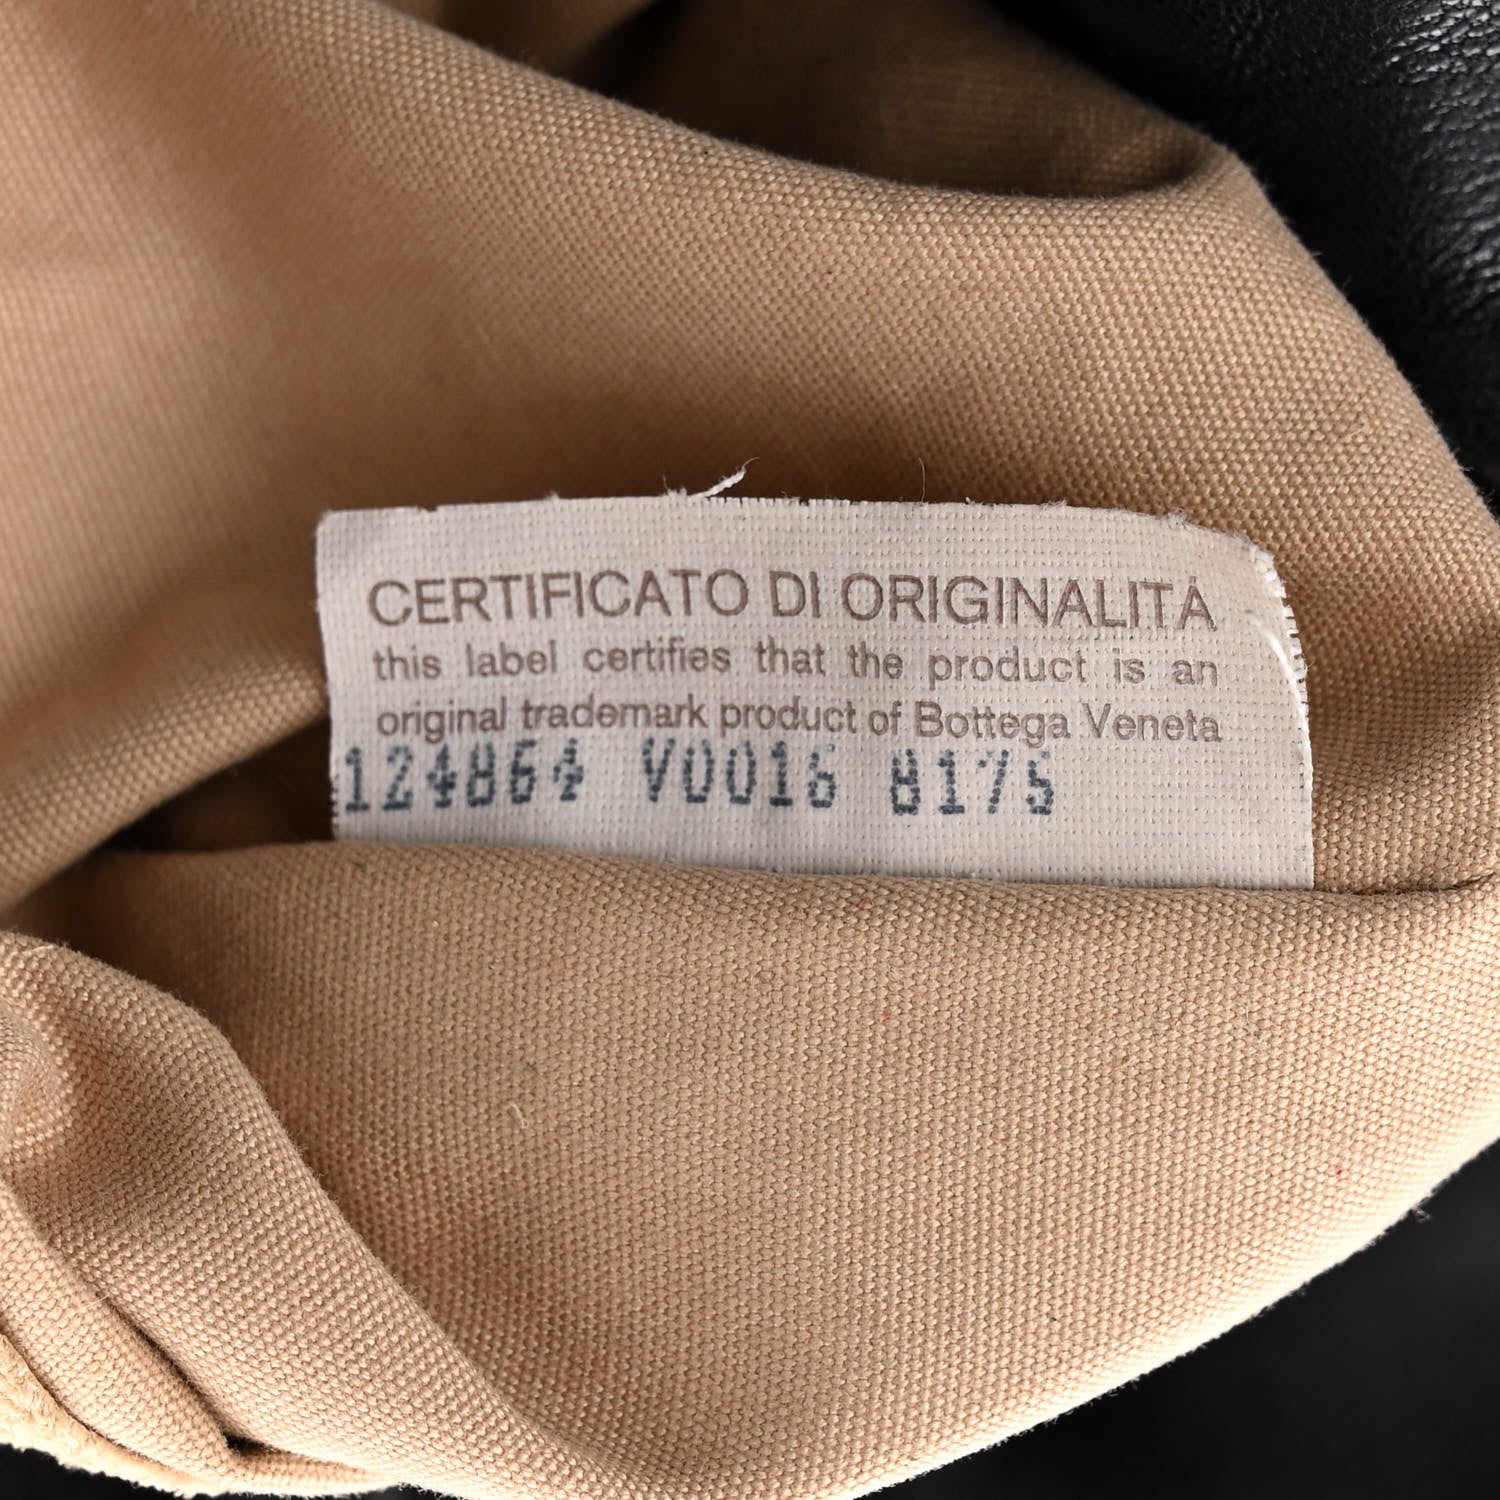 CERTIFICATO DI ORIGINALITÀ
this label certifies that the product is an
original trademark product of Bottega Veneta
124864 V0016 8175